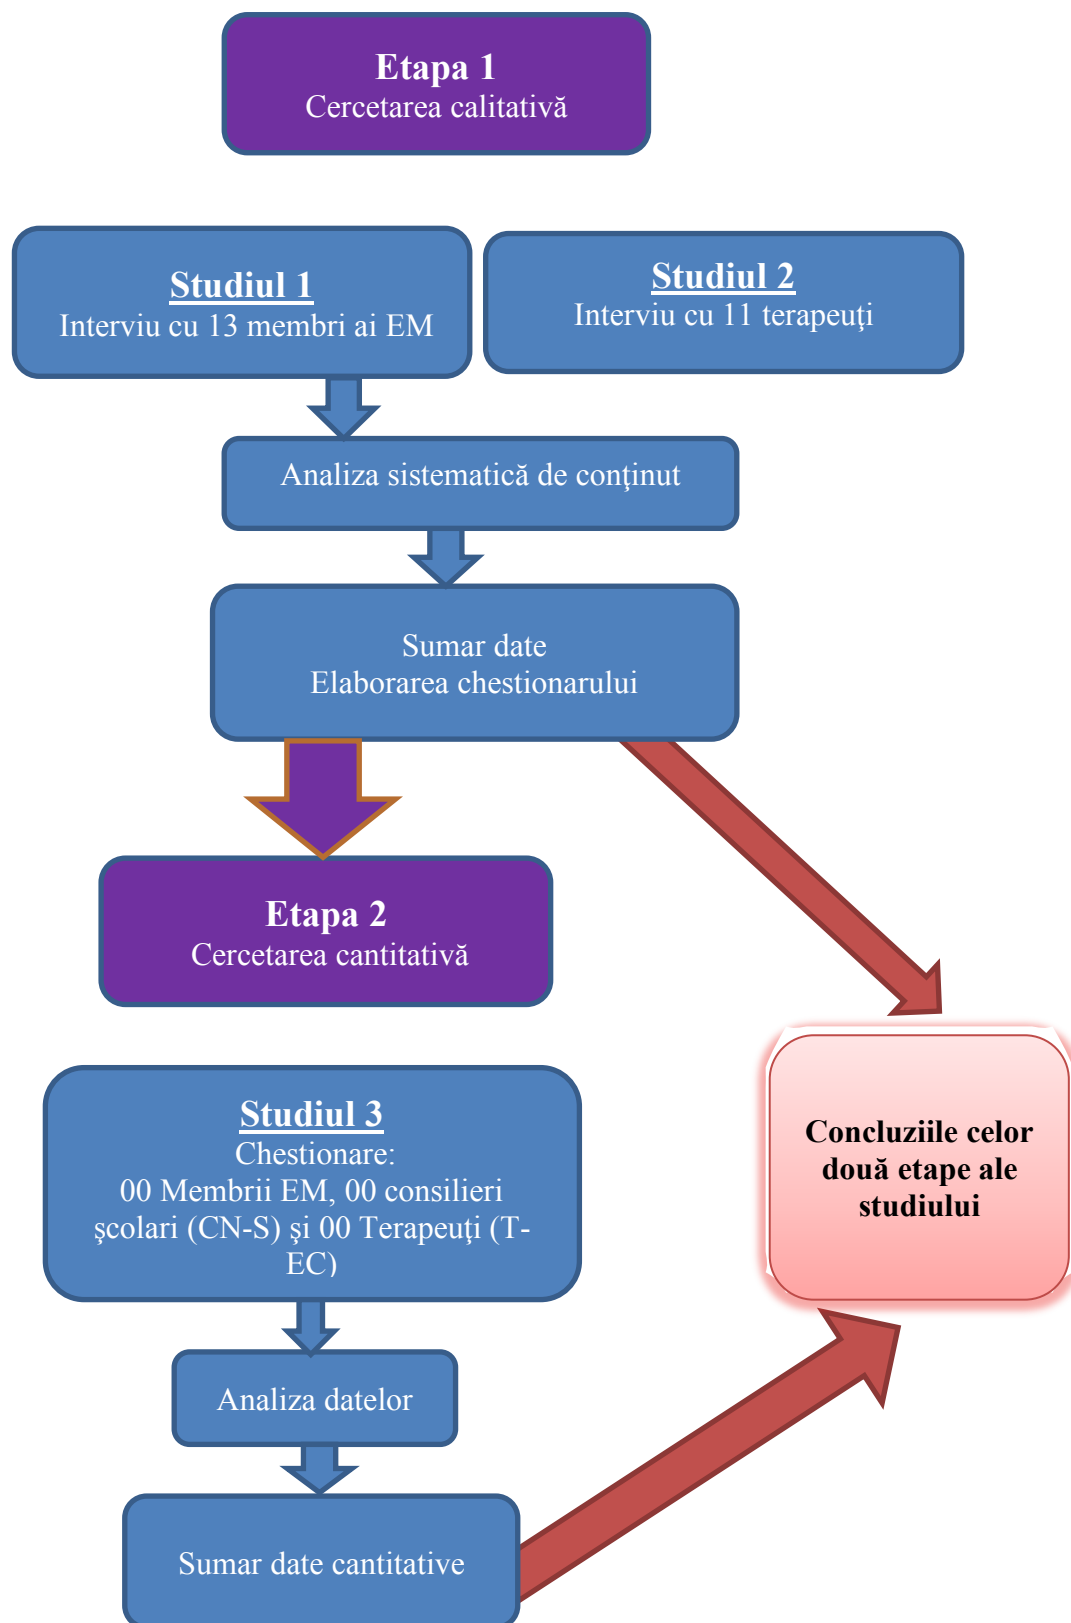 Etapa 1
Cercetarea calitativă
Studiul 1
Interviu cu 13 membri ai EM
Studiul 2
Interviu cu 11 terapeuţi
Analiza sistematică de conţinut
Sumar date
Elaborarea chestionarului
Etapa 2
Cercetarea cantitativă
Studiul 3
Chestionare:
00 Membrii EM, 00 consilieri
şcolari (CN-S) şi 00 Terapeuţi (T-
EC)
Concluziile celor
două etape ale
studiului
Analiza datelor
Sumar date cantitative